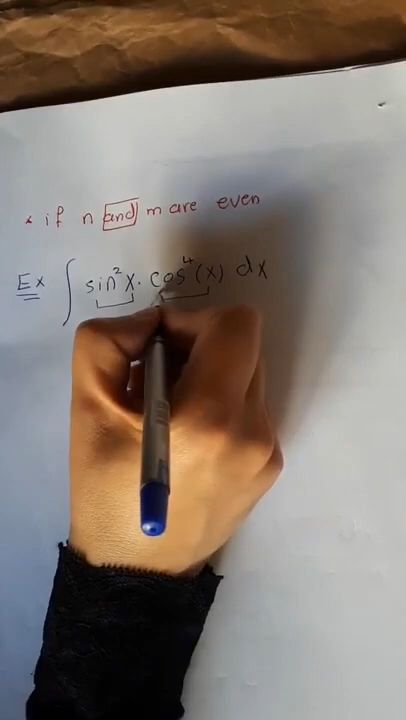 * if n and m are even
Ex ∫ sin²x · cos⁴(x) dx